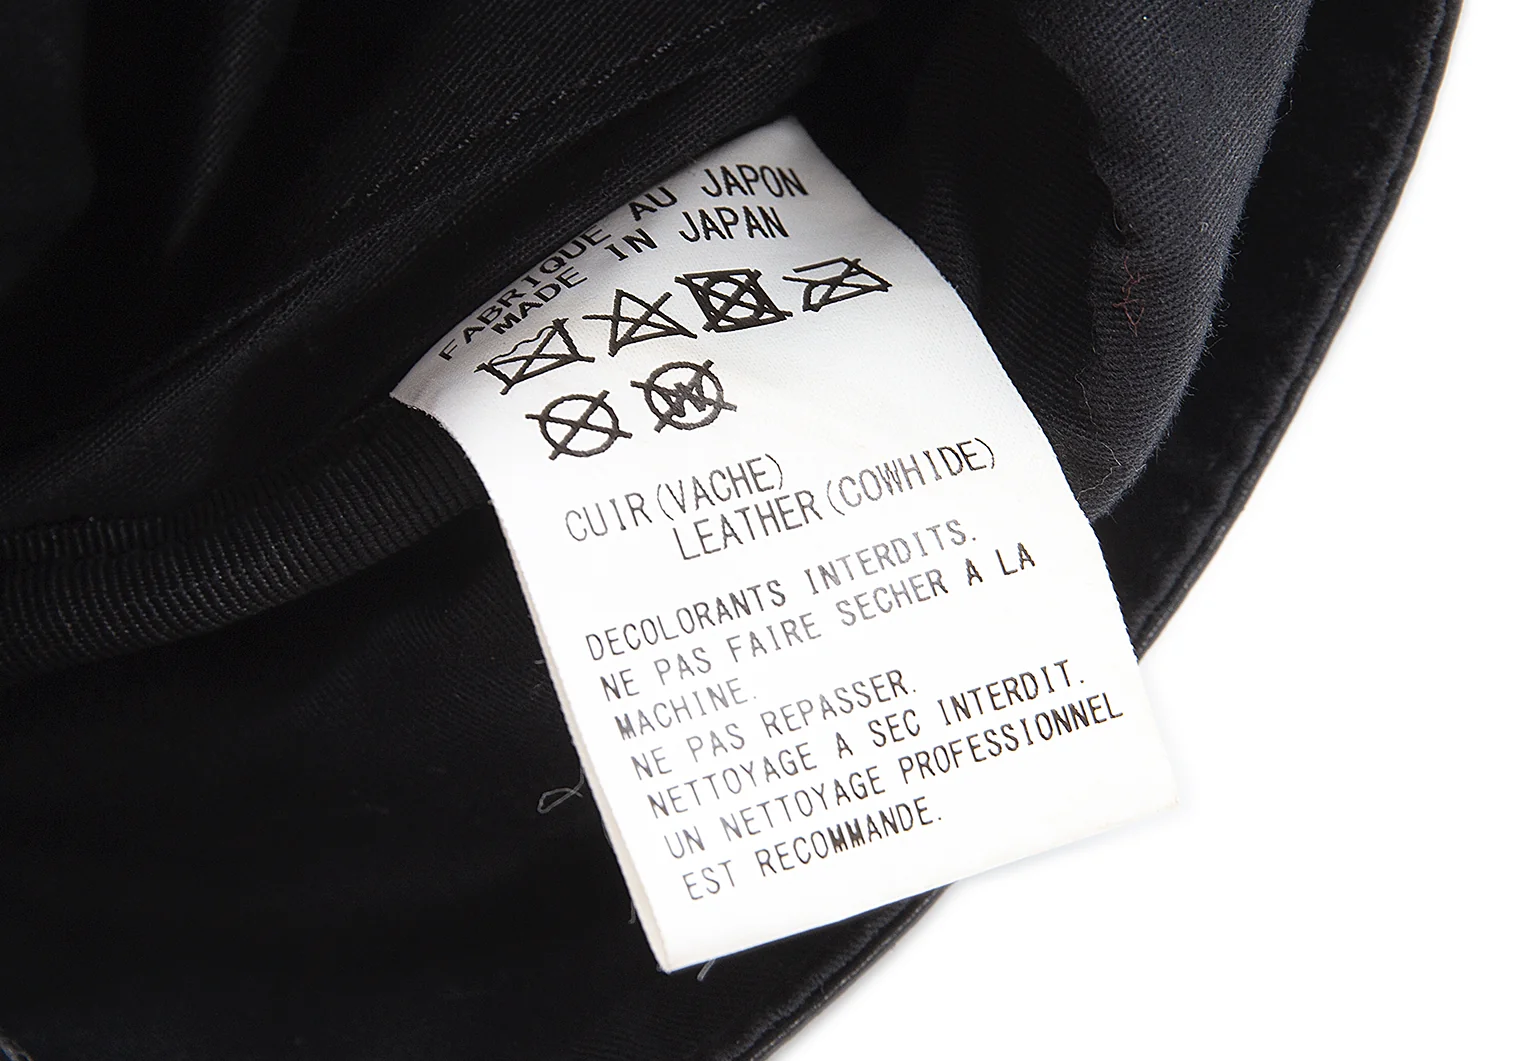 FABRIQUE AU JAPON
MADE IN JAPAN
W
CUIR(VACHE)
LEATHER(COWHIDE)
DECOLORANTS INTERDITS.
NE PAS FAIRE SECHER A LA
MACHINE.
NE PAS REPASSER.
NETTOYAGE A SEC INTERDIT.
UN NETTOYAGE PROFESSIONNEL
EST RECOMMANDE.